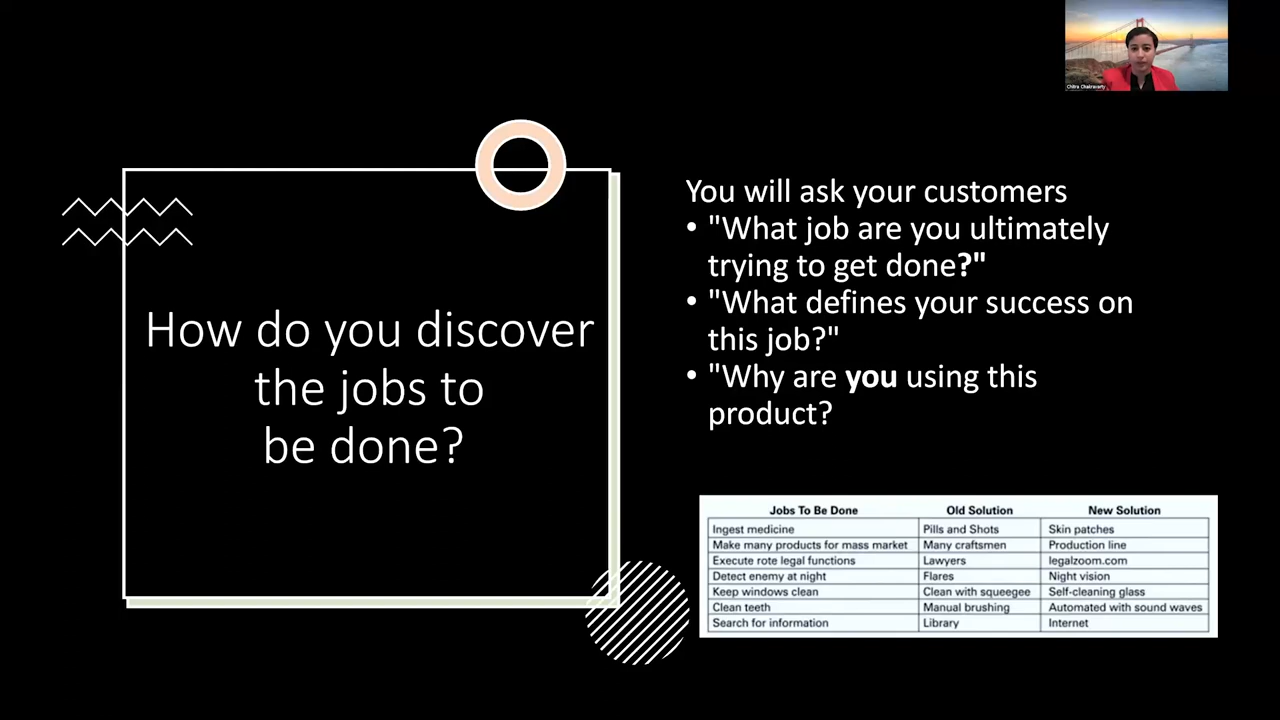 Chitra Chakravarty
How do you discover
the jobs to
be done?
You will ask your customers
• "What job are you ultimately
trying to get done?"
• "What defines your success on
this job?"
• "Why are you using this
product?
Jobs To Be Done Old Solution New Solution
Ingest medicine Pills and Shots Skin patches
Make many products for mass market Many craftsmen Production line
Execute rote legal functions Lawyers legalzoom.com
Detect enemy at night Flares Night vision
Keep windows clean Clean with squeegee Self-cleaning glass
Clean teeth Manual brushing Automated with sound waves
Search for information Library Internet